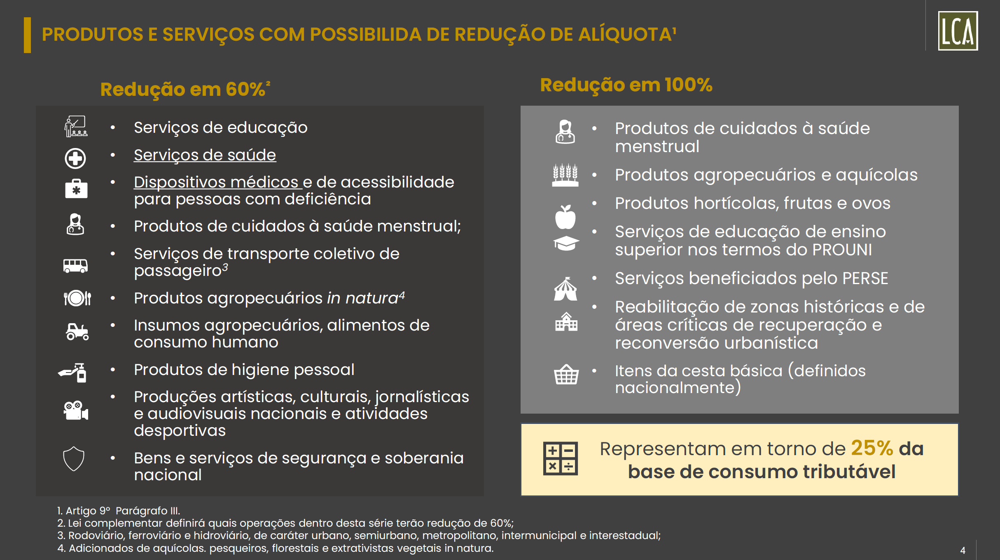 PRODUTOS E SERVIÇOS COM POSSIBILIDA DE REDUÇÃO DE ALÍQUOTA¹
LCA
Redução em 60%²
• Serviços de educação
• Serviços de saúde
• Dispositivos médicos e de acessibilidade
para pessoas com deficiência
• Produtos de cuidados à saúde menstrual;
• Serviços de transporte coletivo de
passageiro³
• Produtos agropecuários in natura⁴
• Insumos agropecuários, alimentos de
consumo humano
• Produtos de higiene pessoal
• Produções artísticas, culturais, jornalísticas
e audiovisuais nacionais e atividades
desportivas
• Bens e serviços de segurança e soberania
nacional
Redução em 100%
• Produtos de cuidados à saúde
menstrual
• Produtos agropecuários e aquícolas
• Produtos hortícolas, frutas e ovos
• Serviços de educação de ensino
superior nos termos do PROUNI
• Serviços beneficiados pelo PERSE
• Reabilitação de zonas históricas e de
áreas críticas de recuperação e
reconversão urbanística
• Itens da cesta básica (definidos
nacionalmente)
Representam em torno de 25% da
base de consumo tributável
1. Artigo 9º  Parágrafo III.
2. Lei complementar definirá quais operações dentro desta série terão redução de 60%;
3. Rodoviário, ferroviário e hidroviário, de caráter urbano, semiurbano, metropolitano, intermunicipal e interestadual;
4. Adicionados de aquícolas. pesqueiros, florestais e extrativistas vegetais in natura.
4